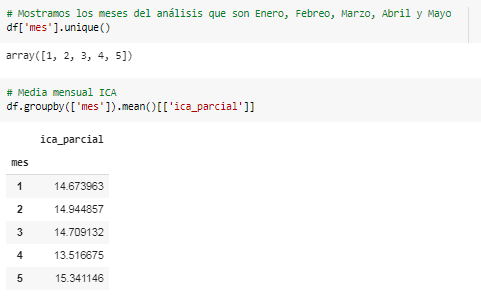 # Mostramos los meses del análisis que son Enero, Febreo, Marzo, Abril y Mayo
df['mes'].unique()
array([1, 2, 3, 4, 5])
# Media mensual ICA
df.groupby(['mes']).mean()[['ica_parcial']]
ica_parcial
mes
1 14.673963
2 14.944857
3 14.709132
4 13.516675
5 15.341146